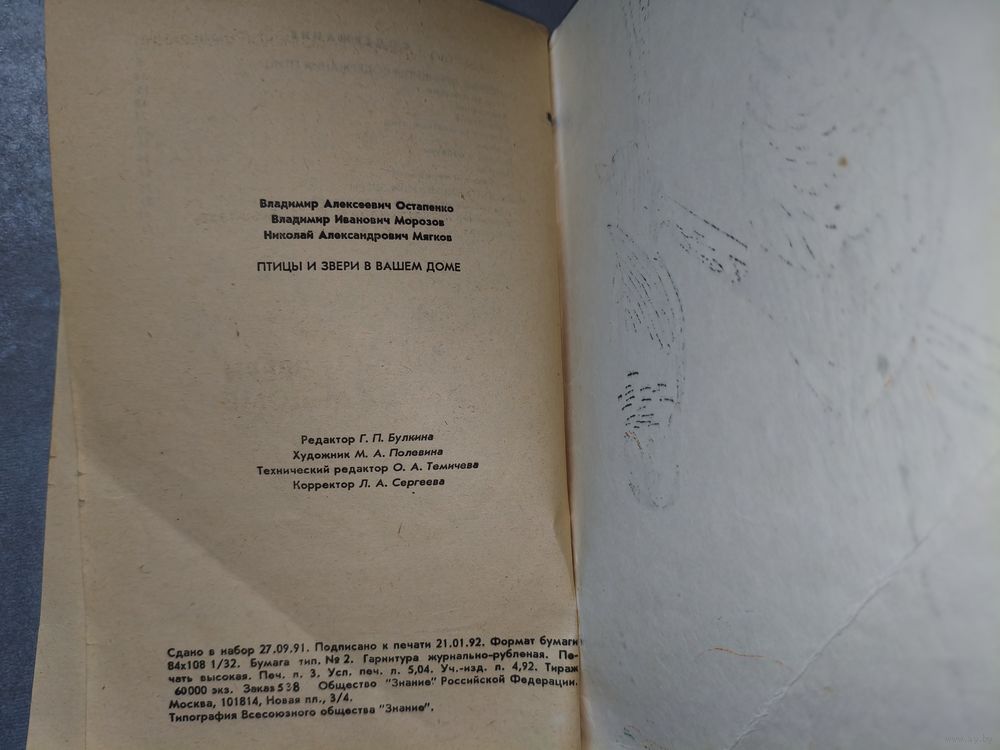 Владимир Алексеевич Остапенко
Владимир Иванович Морозов
Николай Александрович Мягков
ПТИЦЫ И ЗВЕРИ В ВАШЕМ ДОМЕ
Редактор Г. П. Булкина
Художник М. А. Полевина
Технический редактор О. А. Темичева
Корректор Л. А. Сергеева
Сдано в набор 27.09.91. Подписано к печати 21.01.92. Формат бумаги
84х108 1/32. Бумага тип. № 2. Гарнитура журнально-рубленая. Пе-
чать высокая. Печ. л. 3. Усл. печ. л. 5,04. Уч.-изд. л. 4,92. Тираж
60000 экз. Заказ 538 Общество "Знание" Российской Федерации.
Москва, 101814, Новая пл., 3/4.
Типография Всесоюзного общества "Знание".